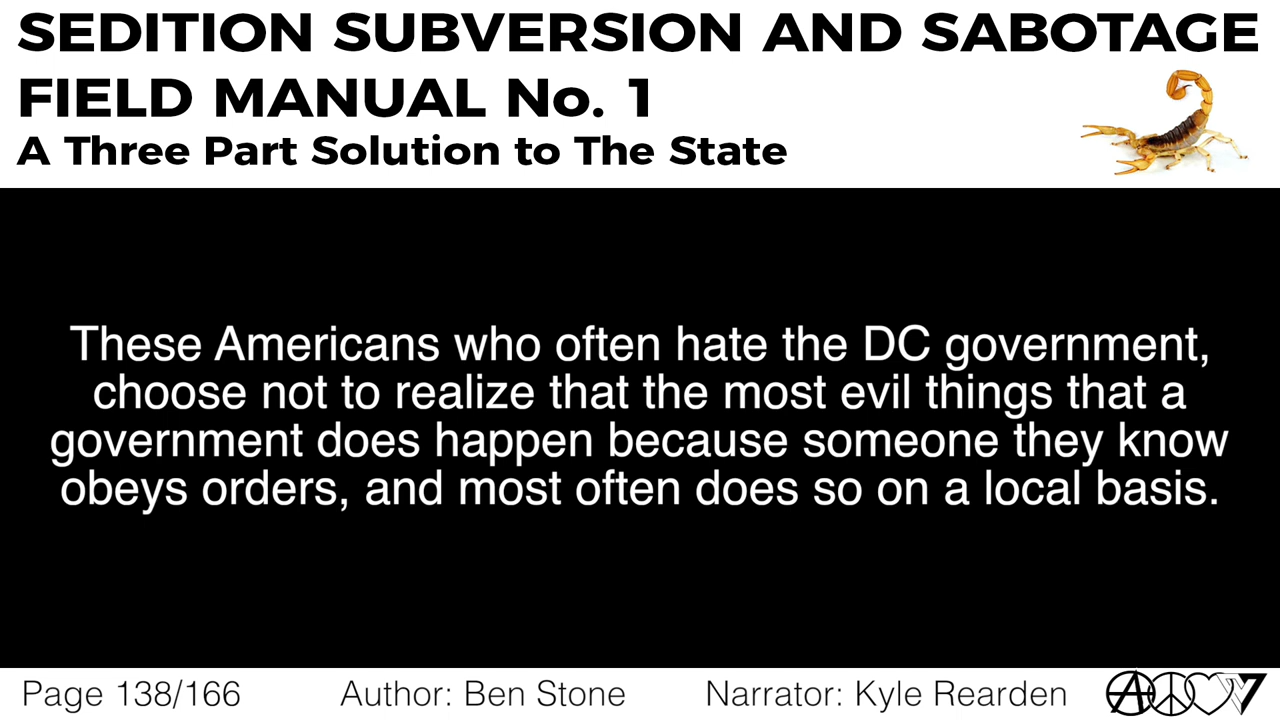 SEDITION SUBVERSION AND SABOTAGE
FIELD MANUAL No. 1
A Three Part Solution to The State
These Americans who often hate the DC government,
choose not to realize that the most evil things that a
government does happen because someone they know
obeys orders, and most often does so on a local basis.
Page 138/166 Author: Ben Stone Narrator: Kyle Rearden